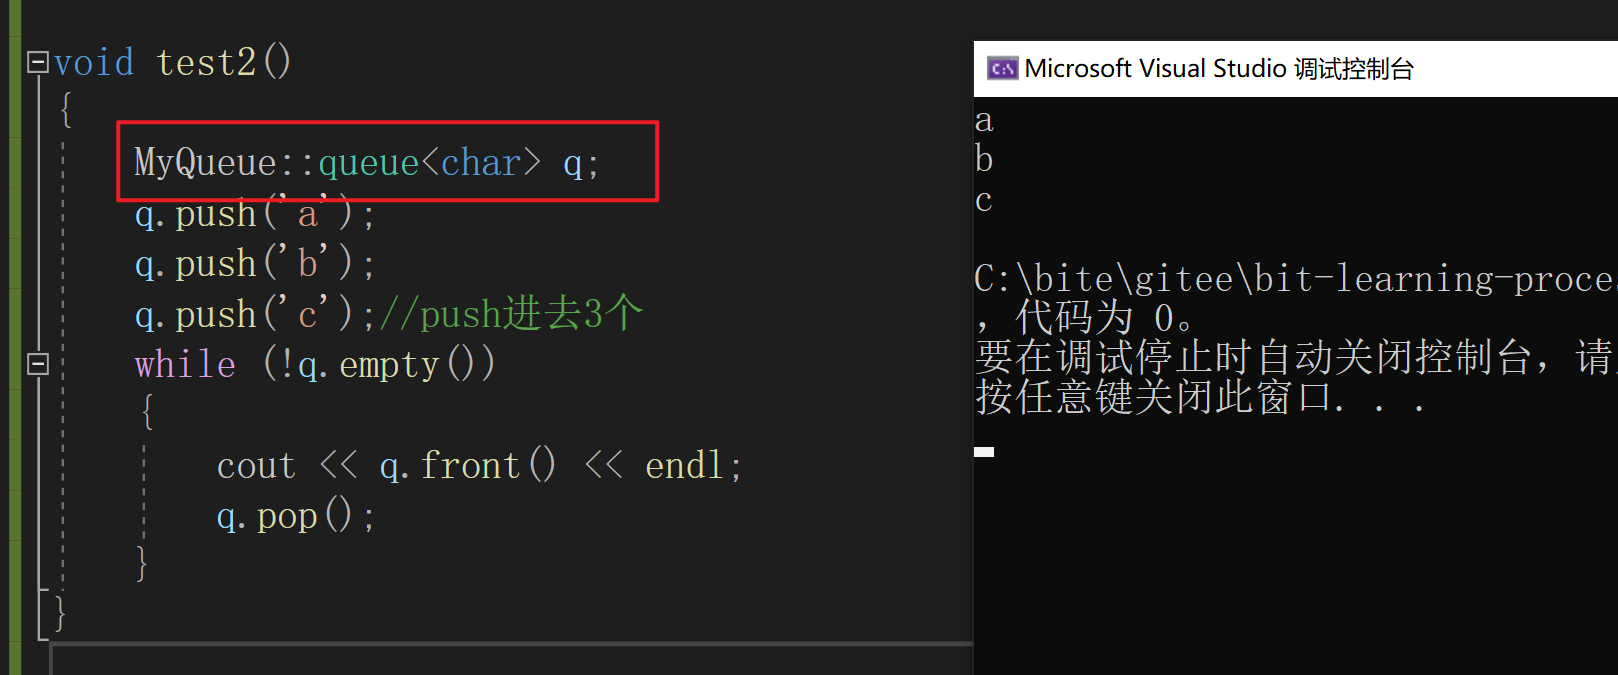 void test2()
{
MyQueue::queue<char> q;
q.push('a');
q.push('b');
q.push('c');//push进去3个
while (!q.empty())
{
cout << q.front() << endl;
q.pop();
}
}
Microsoft Visual Studio 调试控制台
a
b
c
C:\bite\gitee\bit-learning-proce
，代码为 0。
要在调试停止时自动关闭控制台，请
按任意键关闭此窗口. . .